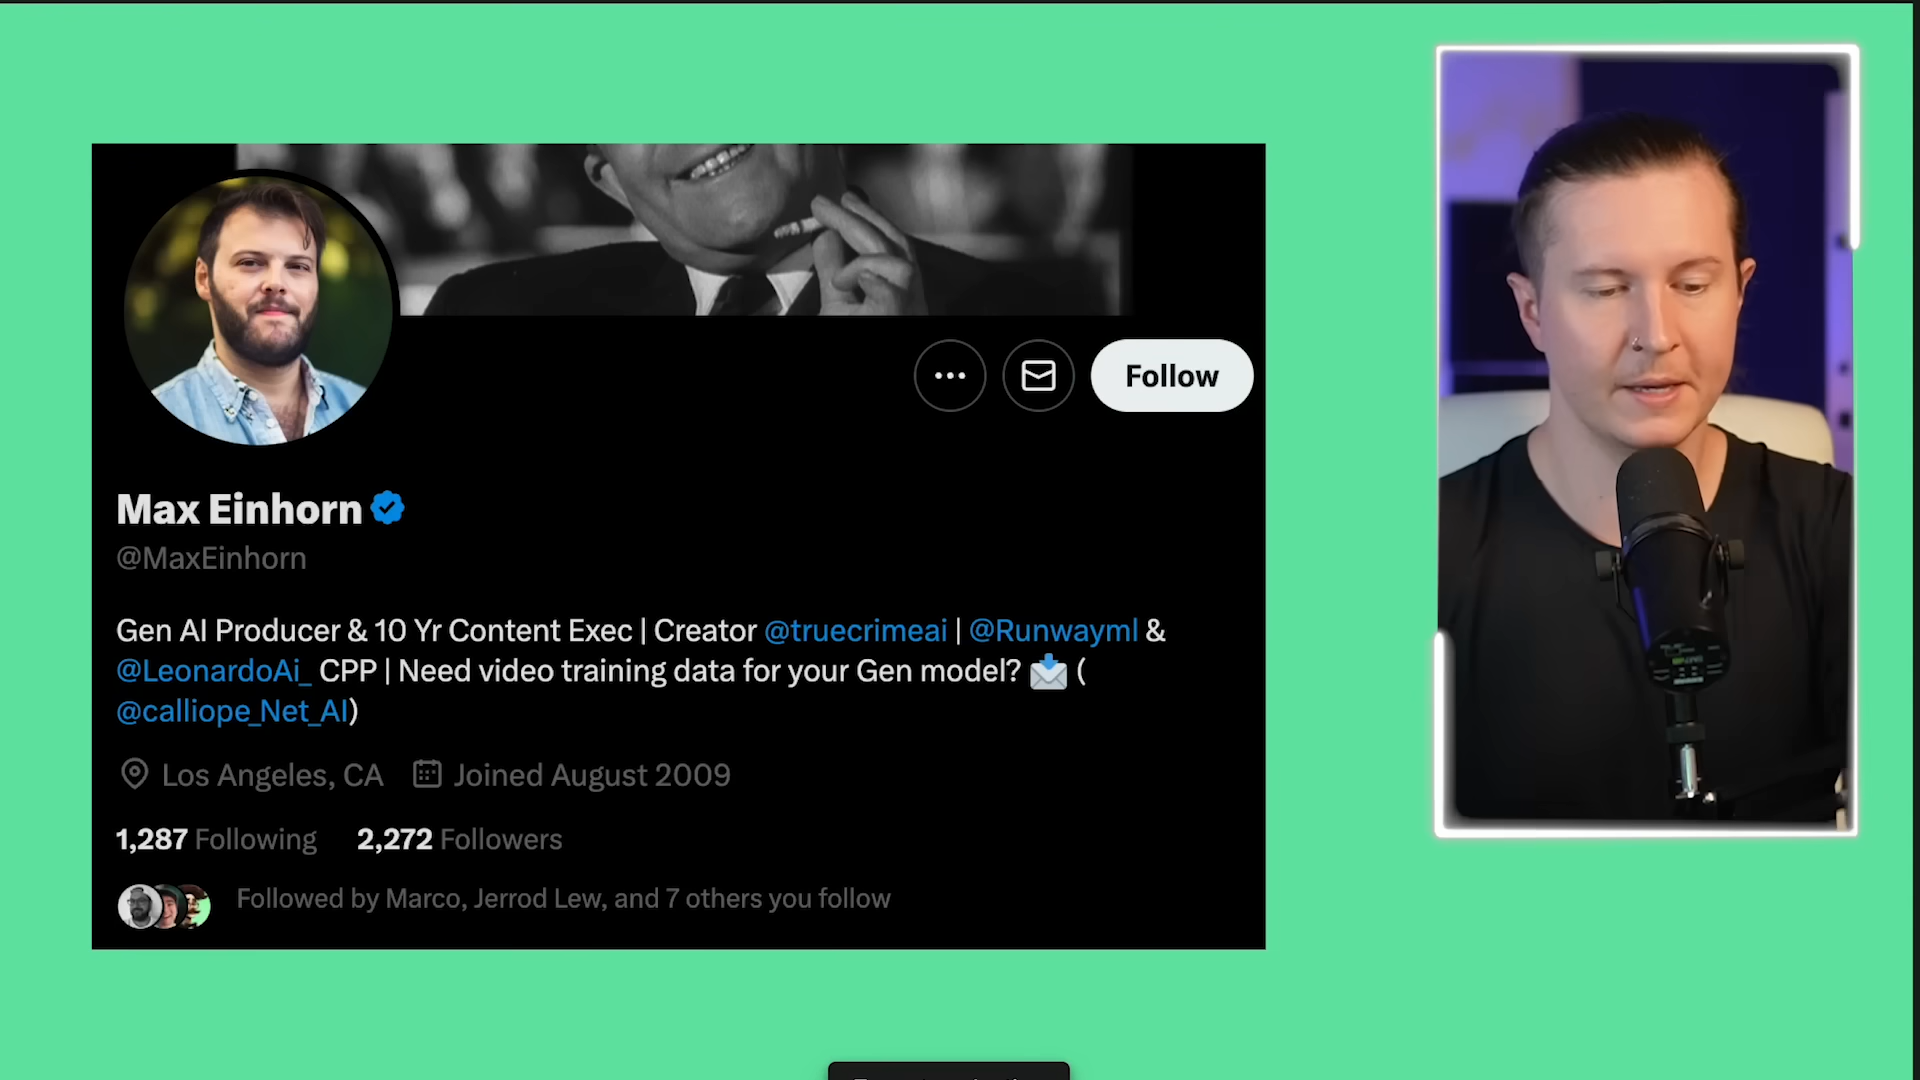 Follow
Max Einhorn
@MaxEinhorn
Gen AI Producer & 10 Yr Content Exec | Creator @truecrimeai | @Runwayml &
@LeonardoAi_ CPP | Need video training data for your Gen model? 📩 (
@calliope_Net_AI)
Los Angeles, CA Joined August 2009
1,287 Following 2,272 Followers
Followed by Marco, Jerrod Lew, and 7 others you follow